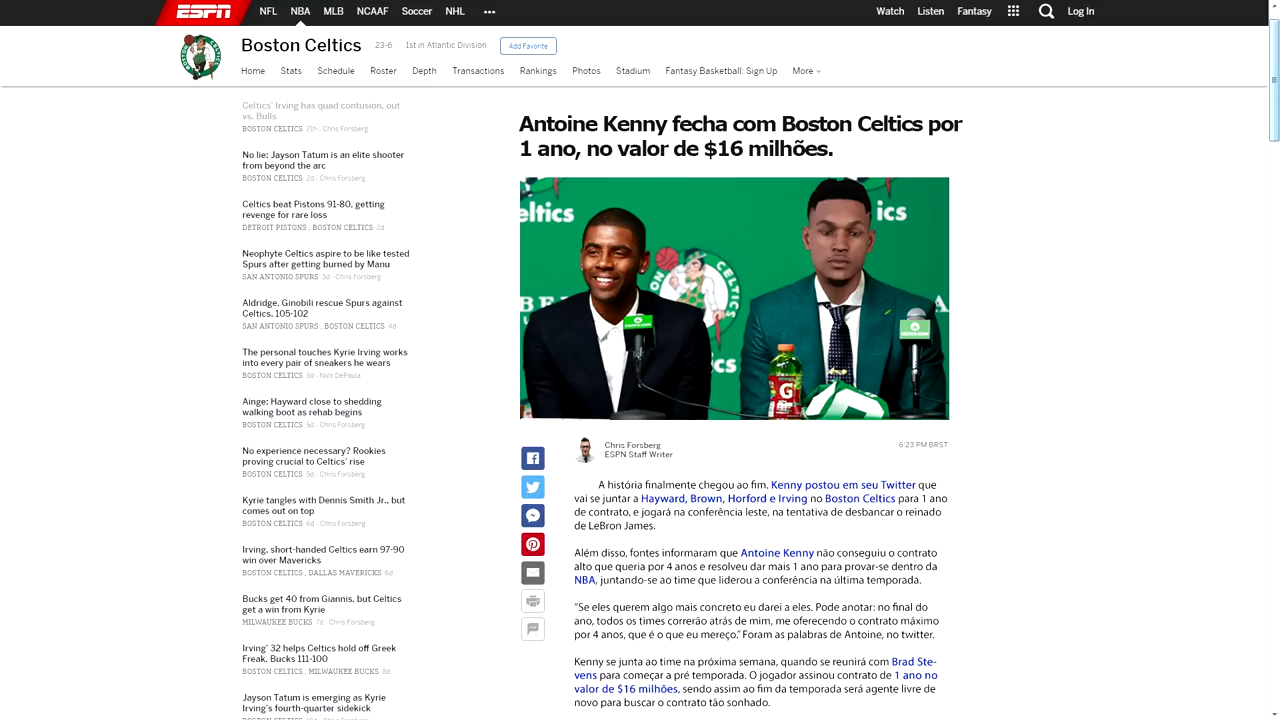 ESPN
NFL NBA MLB NCAAF Soccer NHL •••
Watch Listen Fantasy Log In
Boston Celtics 23-6 1st in Atlantic Division Add Favorite
Home Stats Schedule Roster Depth Transactions Rankings Photos Stadium Fantasy Basketball: Sign Up More
Celtics' Irving has quad contusion, out
vs. Bulls
BOSTON CELTICS 21h - Chris Forsberg
No lie: Jayson Tatum is an elite shooter
from beyond the arc
BOSTON CELTICS 2d - Chris Forsberg
Celtics beat Pistons 91-80, getting
revenge for rare loss
DETROIT PISTONS , BOSTON CELTICS 2d
Neophyte Celtics aspire to be like tested
Spurs after getting burned by Manu
SAN ANTONIO SPURS 3d - Chris Forsberg
Aldridge, Ginobili rescue Spurs against
Celtics, 105-102
SAN ANTONIO SPURS , BOSTON CELTICS 4d
The personal touches Kyrie Irving works
into every pair of sneakers he wears
BOSTON CELTICS 5d - Nick DePaula
Ainge: Hayward close to shedding
walking boot as rehab begins
BOSTON CELTICS 5d - Chris Forsberg
No experience necessary? Rookies
proving crucial to Celtics' rise
BOSTON CELTICS 5d - Chris Forsberg
Kyrie tangles with Dennis Smith Jr., but
comes out on top
BOSTON CELTICS 6d - Chris Forsberg
Irving, short-handed Celtics earn 97-90
win over Mavericks
BOSTON CELTICS , DALLAS MAVERICKS 6d
Bucks get 40 from Giannis, but Celtics
get a win from Kyrie
MILWAUKEE BUCKS 7d - Chris Forsberg
Irving' 32 helps Celtics hold off Greek
Freak, Bucks 111-100
BOSTON CELTICS , MILWAUKEE BUCKS 8d
Jayson Tatum is emerging as Kyrie
Irving's fourth-quarter sidekick
Antoine Kenny fecha com Boston Celtics por
1 ano, no valor de $16 milhões.
eltics
ics
CELTICS
G
Chris Forsberg
ESPN Staff Writer
6:23 PM BRST
A história finalmente chegou ao fim. Kenny postou em seu Twitter que
vai se juntar a Hayward, Brown, Horford e Irving no Boston Celtics para 1 ano
de contrato, e jogará na conferência leste, na tentativa de desbancar o reinado
de LeBron James.
Além disso, fontes informaram que Antoine Kenny não conseguiu o contrato
alto que queria por 4 anos e resolveu dar mais 1 ano para provar-se dentro da
NBA, juntando-se ao time que liderou a conferência na última temporada.
"Se eles querem algo mais concreto eu darei a eles. Pode anotar: no final do
ano, todos os times correrão atrás de mim, me oferecendo o contrato máximo
por 4 anos, que é o que eu mereço." Foram as palabras de Antoine, no twitter.
Kenny se junta ao time na próxima semana, quando se reunirá com Brad Ste-
vens para começar a pré temporada. O jogador assinou contrato de 1 ano no
valor de $16 milhões, sendo assim ao fim da temporada será agente livre de
novo para buscar o contrato tão sonhado.